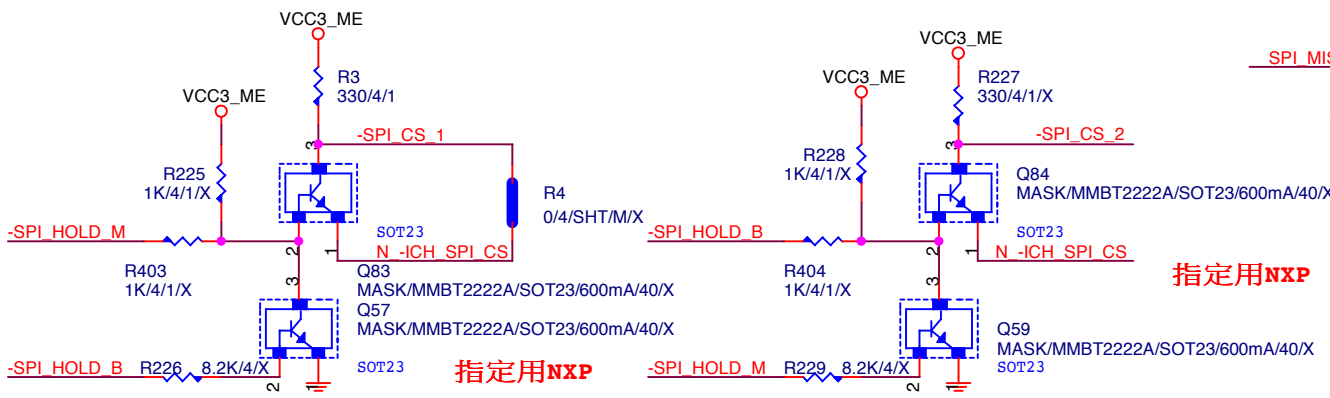 VCC3_ME
R3
330/4/1
VCC3_ME
-SPI_CS_1
3
R225
1K/4/1/X
R4
0/4/SHT/M/X
SOT23
-SPI_HOLD_M
2
1
N_-ICH_SPI_CS
R403
1K/4/1/X
3
Q83
MASK/MMBT2222A/SOT23/600mA/40/X
Q57
MASK/MMBT2222A/SOT23/600mA/40/X
SOT23
指定用NXP
-SPI_HOLD_B
R226
8.2K/4/X
2
1
VCC3_ME
R227
330/4/1/X
VCC3_ME
-SPI_CS_2
3
R228
1K/4/1/X
Q84
MASK/MMBT2222A/SOT23/600mA/40/X
SOT23
-SPI_HOLD_B
2
1
N_-ICH_SPI_CS
R404
1K/4/1/X
3
指定用NXP
Q59
MASK/MMBT2222A/SOT23/600mA/40/X
SOT23
-SPI_HOLD_M
R229
8.2K/4/X
2
1